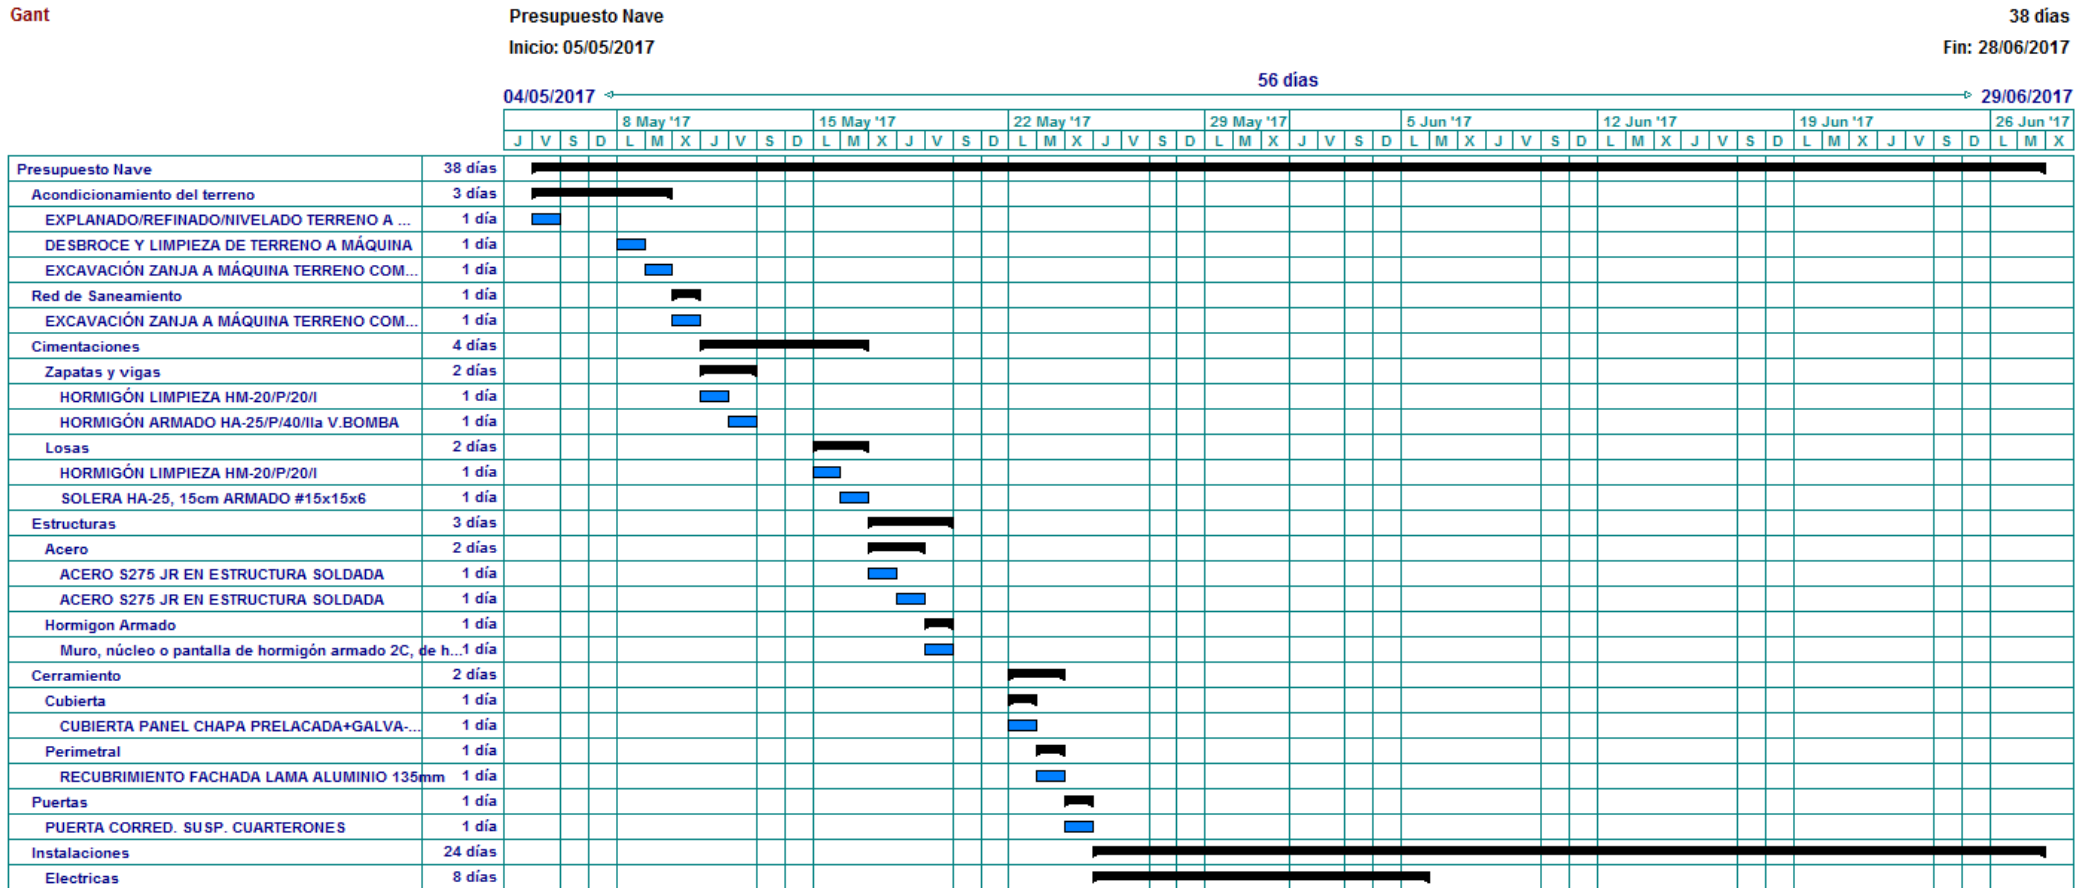 Gant
Presupuesto Nave
38 días
Inicio: 05/05/2017
Fin: 28/06/2017
56 días
04/05/2017
29/06/2017
8 May '17 15 May '17 22 May '17 29 May '17 5 Jun '17 12 Jun '17 19 Jun '17 26 Jun '17
J V S D L M X J V S D L M X J V S D L M X J V S D L M X J V S D L M X J V S D L M X J V S D L M X J V S D L M X
Presupuesto Nave 38 días
Acondicionamiento del terreno 3 días
EXPLANADO/REFINADO/NIVELADO TERRENO A ... 1 día
DESBROCE Y LIMPIEZA DE TERRENO A MÁQUINA 1 día
EXCAVACIÓN ZANJA A MÁQUINA TERRENO COM... 1 día
Red de Saneamiento 1 día
EXCAVACIÓN ZANJA A MÁQUINA TERRENO COM... 1 día
Cimentaciones 4 días
Zapatas y vigas 2 días
HORMIGÓN LIMPIEZA HM-20/P/20/I 1 día
HORMIGÓN ARMADO HA-25/P/40/IIa V.BOMBA 1 día
Losas 2 días
HORMIGÓN LIMPIEZA HM-20/P/20/I 1 día
SOLERA HA-25, 15cm ARMADO #15x15x6 1 día
Estructuras 3 días
Acero 2 días
ACERO S275 JR EN ESTRUCTURA SOLDADA 1 día
ACERO S275 JR EN ESTRUCTURA SOLDADA 1 día
Hormigon Armado 1 día
Muro, núcleo o pantalla de hormigón armado 2C, de h... 1 día
Cerramiento 2 días
Cubierta 1 día
CUBIERTA PANEL CHAPA PRELACADA+GALVA-... 1 día
Perimetral 1 día
RECUBRIMIENTO FACHADA LAMA ALUMINIO 135mm 1 día
Puertas 1 día
PUERTA CORRED. SUSP. CUARTERONES 1 día
Instalaciones 24 días
Electricas 8 días